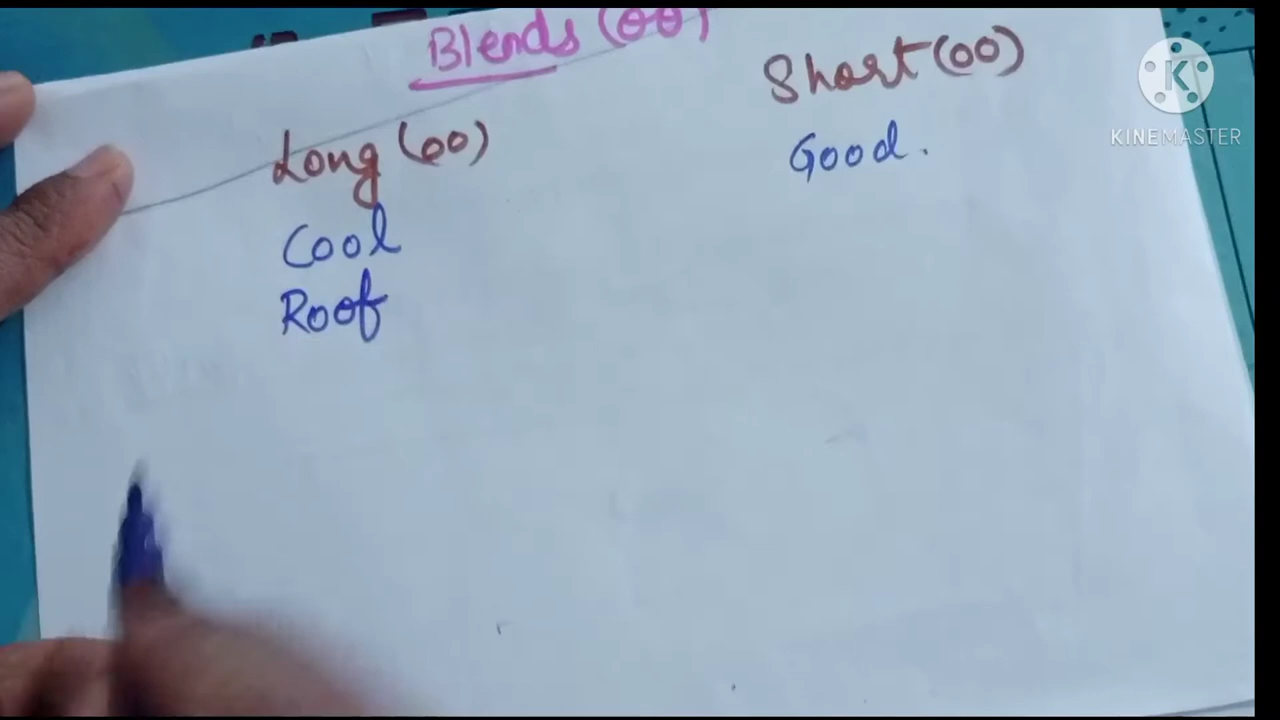 Blends (oo)
Long (oo)
Cool
Roof
Short (oo)
Good.
K
KINEMASTER